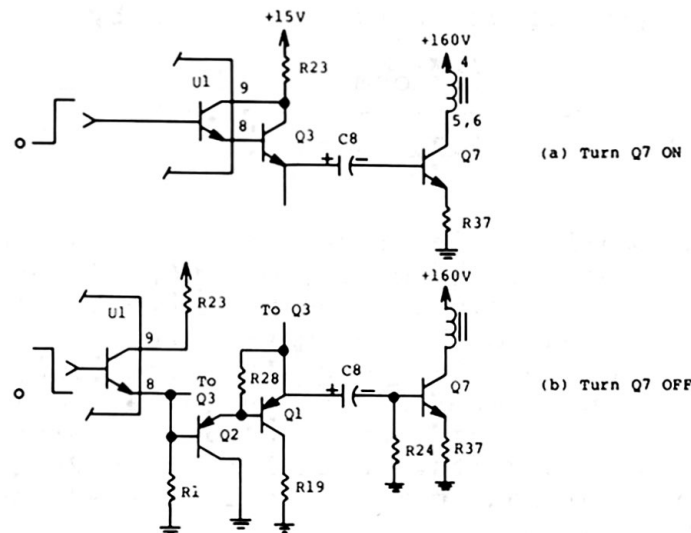 +15V
+160V
R23
4
U1
9
8
Q3
C8
+
-
5,6
Q7
(a) Turn Q7 ON
R37
+160V
R23
To Q3
U1
9
8
To
Q3
R28
C8
+
-
Q7
(b) Turn Q7 OFF
Q2
Q1
R1
R19
R24
R37